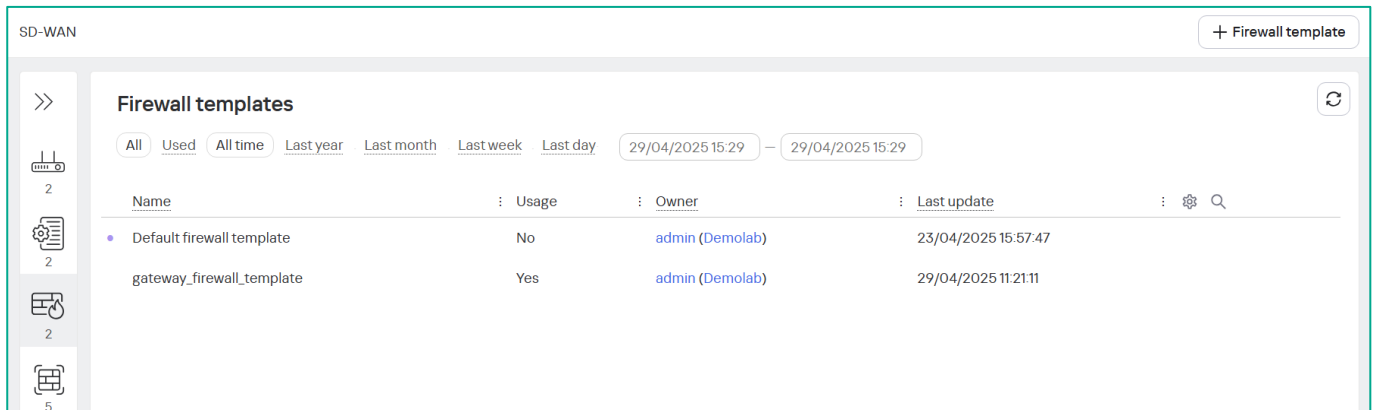 SD-WAN
+ Firewall template
Firewall templates
All Used All time Last year Last month Last week Last day 29/04/2025 15:29 — 29/04/2025 15:29
2
Name Usage Owner Last update
Default firewall template No admin (Demolab) 23/04/2025 15:57:47
2
gateway_firewall_template Yes admin (Demolab) 29/04/2025 11:21:11
2
5